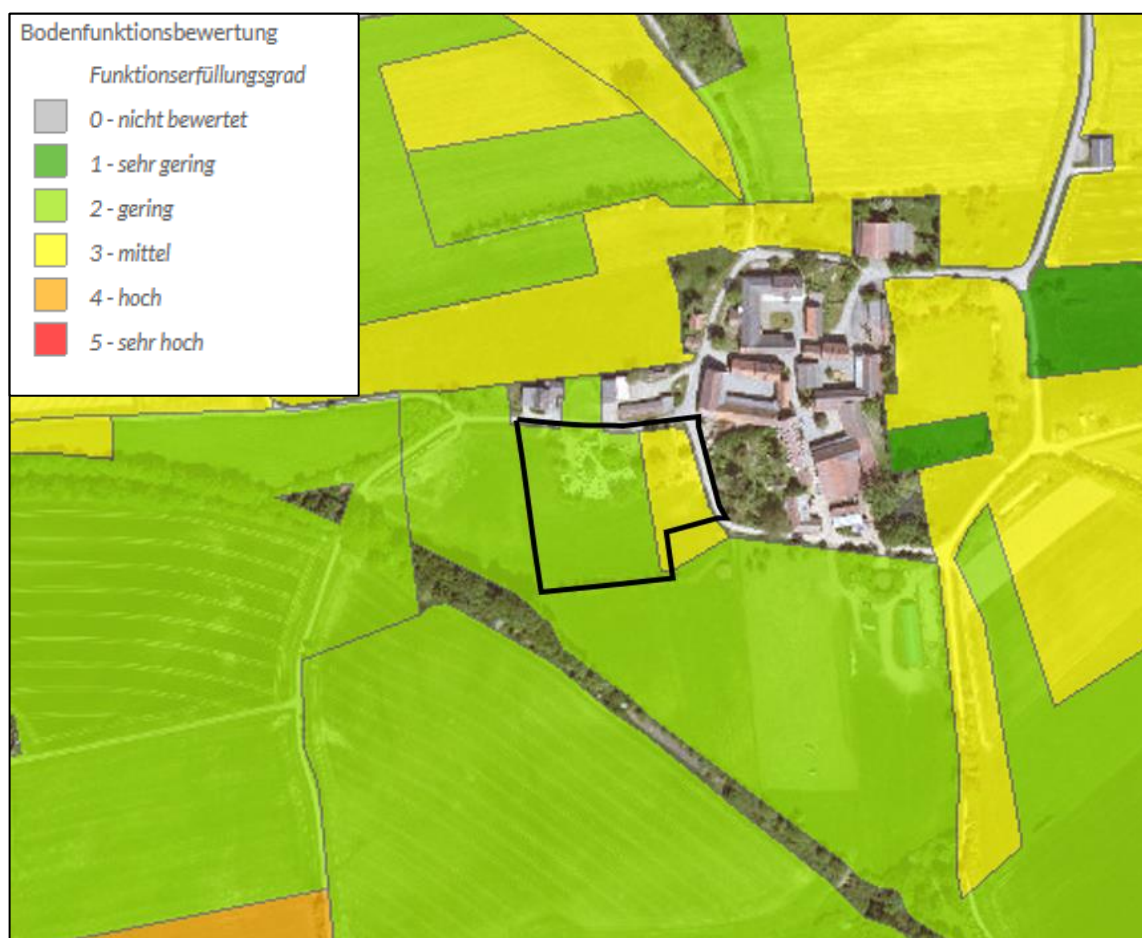 Bodenfunktionsbewertung
Funktionserfüllungsgrad
0 - nicht bewertet
1 - sehr gering
2 - gering
3 - mittel
4 - hoch
5 - sehr hoch